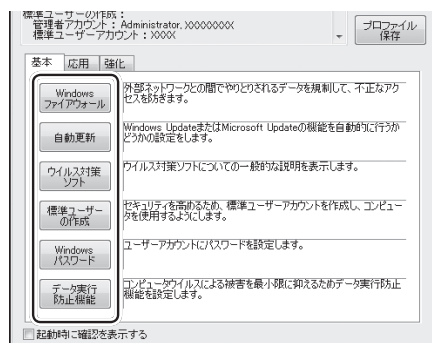 標準ユーザーの作成：
管理者アカウント：Administrator, XXXXXXXX
標準ユーザーアカウント：XXXX
プロファイル
保存
基本 応用 強化
Windows
ファイアウォール
外部ネットワークとの間でやりとりされるデータを規制して、不正なアク
セスを防ぎます。
自動更新
Windows UpdateまたはMicrosoft Updateの機能を自動的に行うか
どうかの設定をします。
ウイルス対策
ソフト
ウイルス対策ソフトについての一般的な説明を表示します。
標準ユーザー
の作成
セキュリティを高めるため、標準ユーザーアカウントを作成し、コンピュー
タを使用するようにします。
Windows
パスワード
ユーザーアカウントにパスワードを設定します。
データ実行
防止機能
コンピュータウイルスによる被害を最小限に抑えるためデータ実行防止
機能を設定します。
起動時に確認を表示する